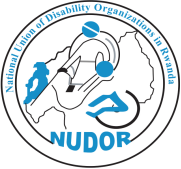 National Union of Disability Organizations in Rwanda
NUDOR